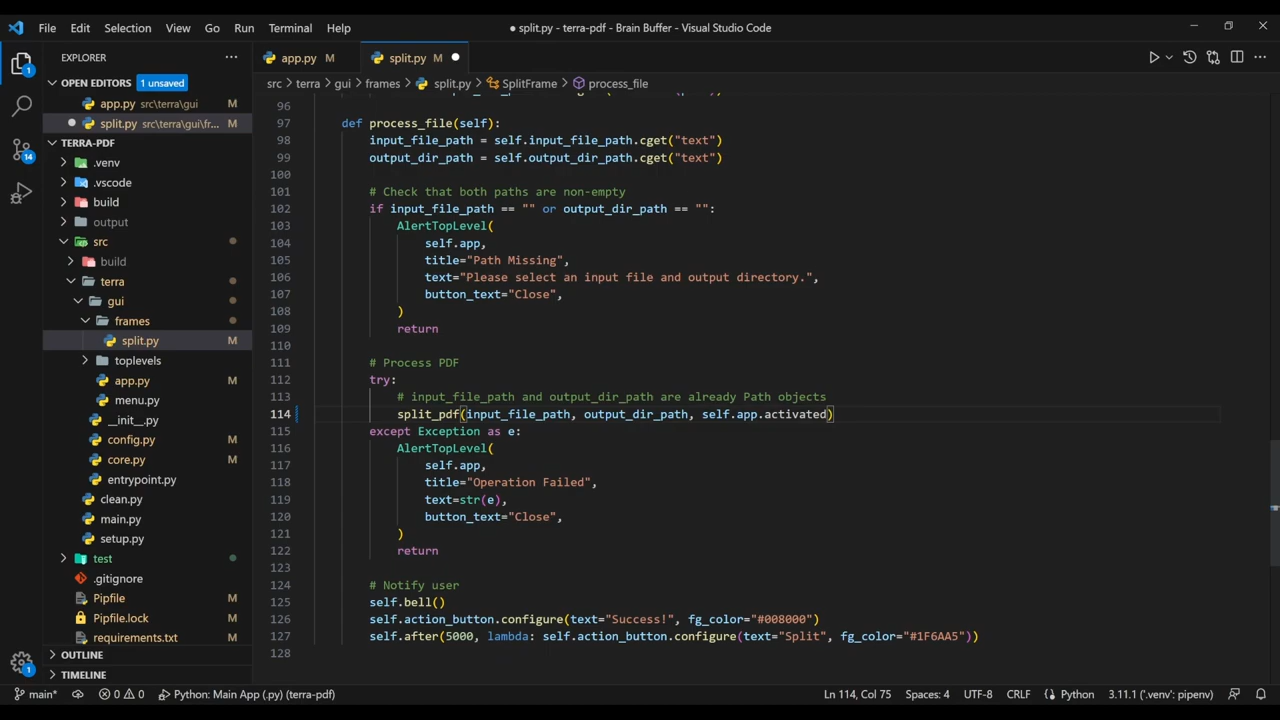 File Edit Selection View Go Run Terminal Help
● split.py - terra-pdf - Brain Buffer - Visual Studio Code
EXPLORER
OPEN EDITORS 1 unsaved
app.py src\terra\gui M
split.py src\terra\gui\fr... M
TERRA-PDF
.venv
.vscode
build
output
src
build
terra
gui
frames
split.py M
toplevels
app.py M
menu.py
__init__.py
config.py M
core.py M
entrypoint.py
clean.py
main.py
setup.py
test
.gitignore
Pipfile M
Pipfile.lock M
requirements.txt M
OUTLINE
TIMELINE
1
14
1
app.py M
split.py M
src > terra > gui > frames > split.py > SplitFrame > process_file
96
97 def process_file(self):
98 input_file_path = self.input_file_path.cget("text")
99 output_dir_path = self.output_dir_path.cget("text")
100
101 # Check that both paths are non-empty
102 if input_file_path == "" or output_dir_path == "":
103 AlertTopLevel(
104 self.app,
105 title="Path Missing",
106 text="Please select an input file and output directory.",
107 button_text="Close",
108 )
109 return
110
111 # Process PDF
112 try:
113 # input_file_path and output_dir_path are already Path objects
114 split_pdf(input_file_path, output_dir_path, self.app.activated)
115 except Exception as e:
116 AlertTopLevel(
117 self.app,
118 title="Operation Failed",
119 text=str(e),
120 button_text="Close",
121 )
122 return
123
124 # Notify user
125 self.bell()
126 self.action_button.configure(text="Success!", fg_color="#008000")
127 self.after(5000, lambda: self.action_button.configure(text="Split", fg_color="#1F6AA5"))
128
main* 0 0 Python: Main App (.py) (terra-pdf) Ln 114, Col 75 Spaces: 4 UTF-8 CRLF Python 3.11.1 ('.venv': pipenv)